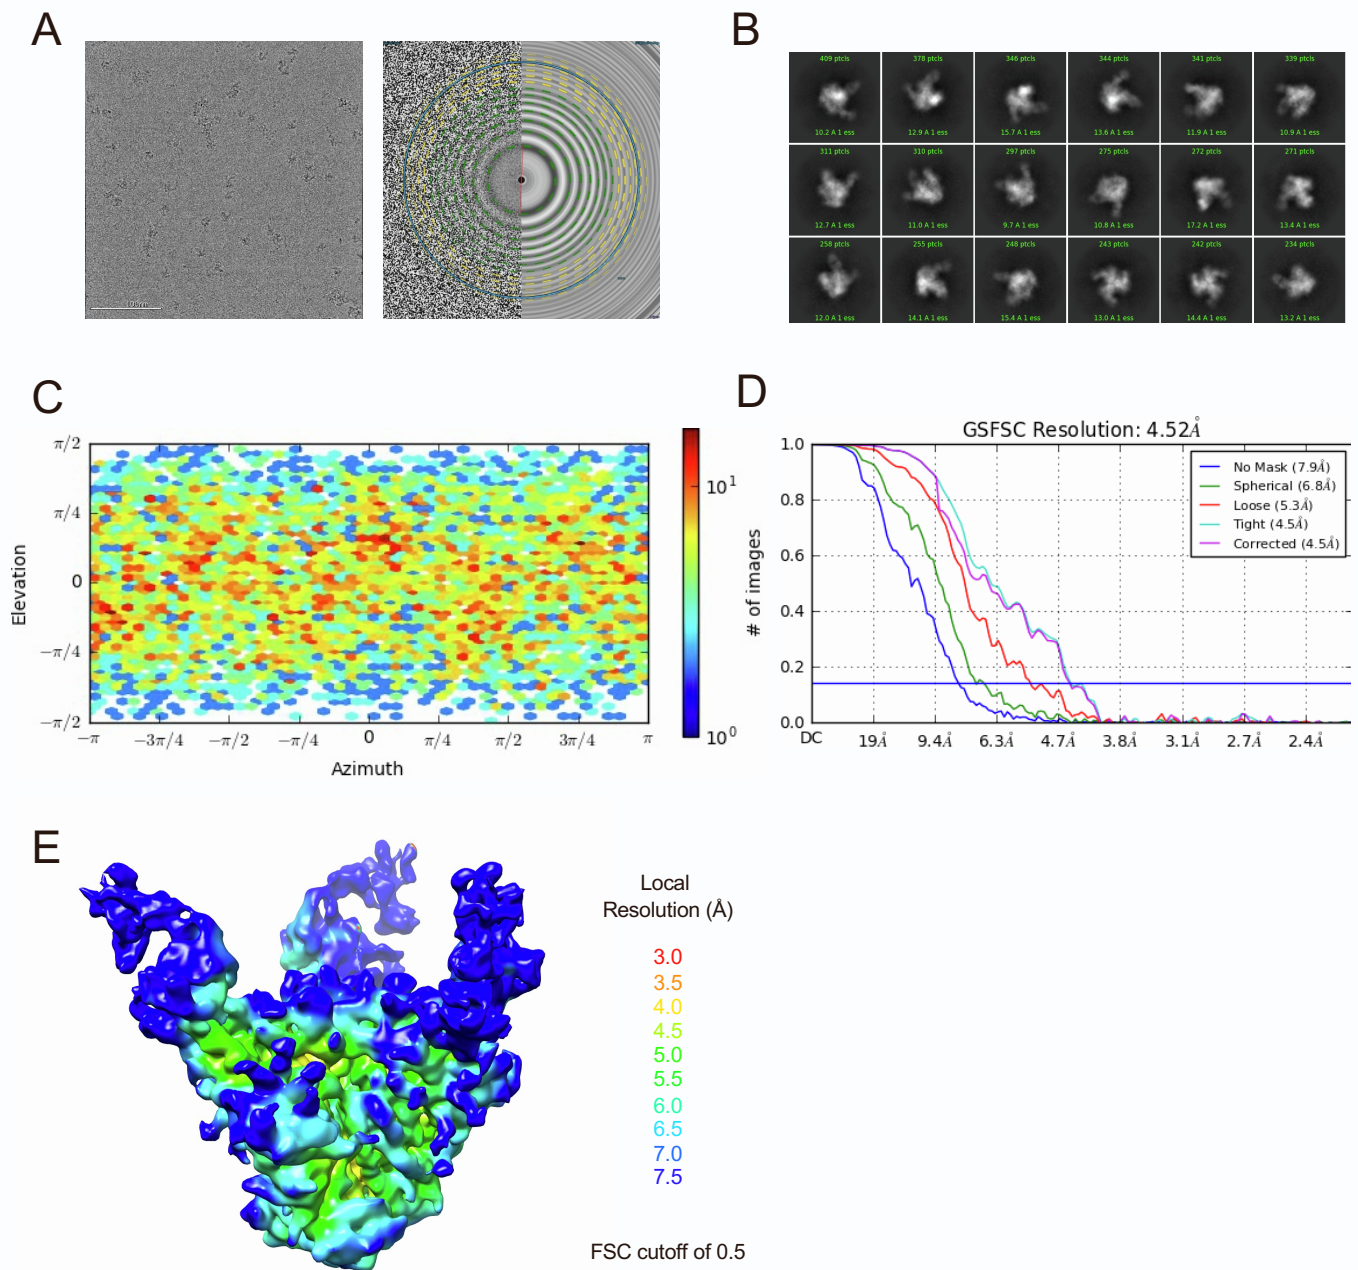 A
B
409 ptcls
378 ptcls
346 ptcls
344 ptcls
341 ptcls
339 ptcls
10.2 A 1 ess
12.9 A 1 ess
15.7 A 1 ess
13.6 A 1 ess
11.9 A 1 ess
10.9 A 1 ess
311 ptcls
310 ptcls
297 ptcls
275 ptcls
272 ptcls
271 ptcls
12.7 A 1 ess
11.0 A 1 ess
9.7 A 1 ess
10.8 A 1 ess
17.2 A 1 ess
13.4 A 1 ess
258 ptcls
255 ptcls
248 ptcls
243 ptcls
242 ptcls
234 ptcls
12.0 A 1 ess
14.1 A 1 ess
15.4 A 1 ess
13.0 A 1 ess
14.4 A 1 ess
13.2 A 1 ess
C
π/2
π/4
0
−π/4
−π/2
Elevation
−π
−3π/4
−π/2
−π/4
0
π/4
π/2
3π/4
π
Azimuth
10¹
10⁰
D
GSFSC Resolution: 4.52Å
1.0
0.8
0.6
0.4
0.2
0.0
# of images
No Mask (7.9Å)
Spherical (6.8Å)
Loose (5.3Å)
Tight (4.5Å)
Corrected (4.5Å)
DC
19Å
9.4Å
6.3Å
4.7Å
3.8Å
3.1Å
2.7Å
2.4Å
E
Local
Resolution (Å)
3.0
3.5
4.0
4.5
5.0
5.5
6.0
6.5
7.0
7.5
FSC cutoff of 0.5